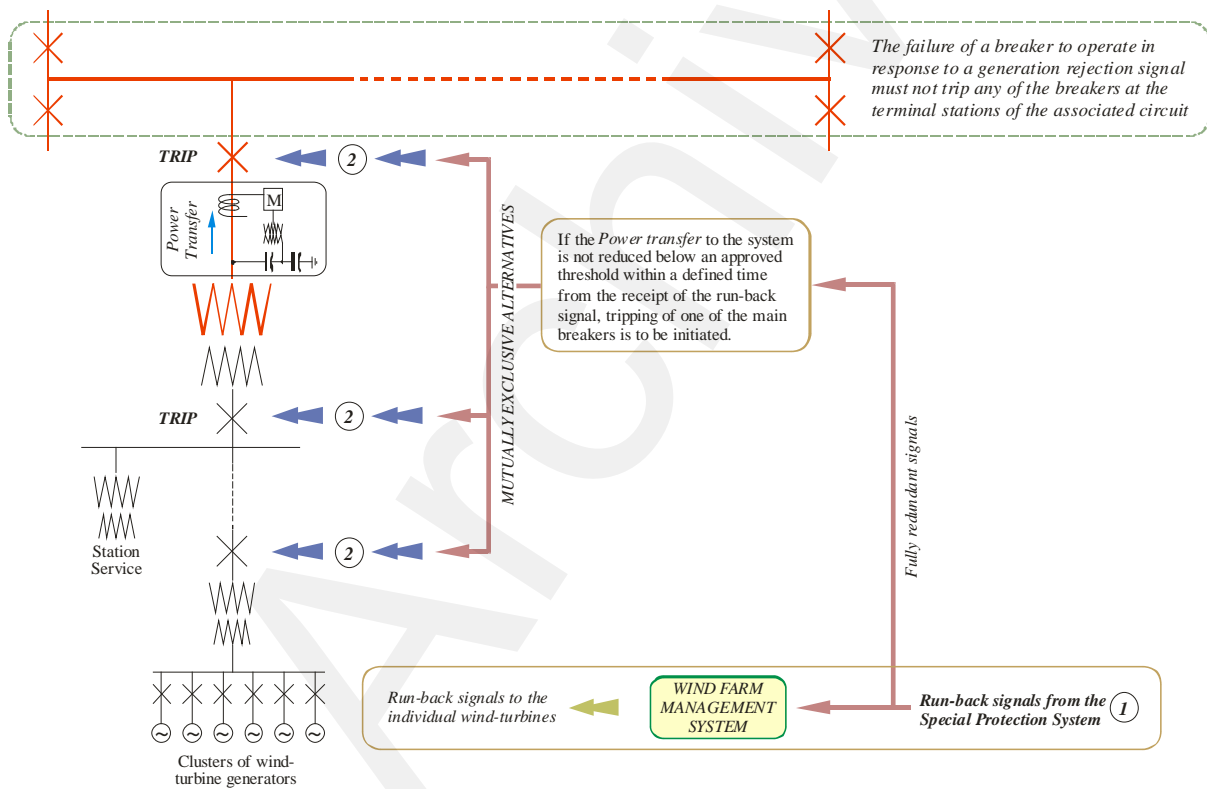 The failure of a breaker to operate in
response to a generation rejection signal
must not trip any of the breakers at the
terminal stations of the associated circuit
TRIP
2
Power
Transfer
M
MUTUALLY EXCLUSIVE ALTERNATIVES
If the Power transfer to the system
is not reduced below an approved
threshold within a defined time
from the receipt of the run-back
signal, tripping of one of the main
breakers is to be initiated.
TRIP
2
Fully redundant signals
Station
Service
2
Run-back signals to the
individual wind-turbines
WIND FARM
MANAGEMENT
SYSTEM
Run-back signals from the
Special Protection System
1
Clusters of wind-
turbine generators
Archiv